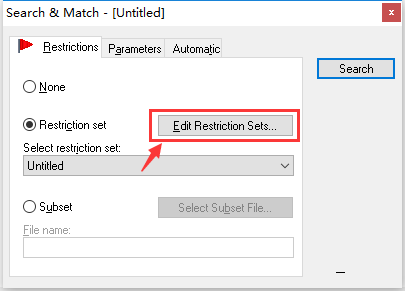 Search & Match - [Untitled]
Restrictions Parameters Automatic
None
Search
Restriction set
Edit Restriction Sets...
Select restriction set:
Untitled
Subset
Select Subset File...
File name: